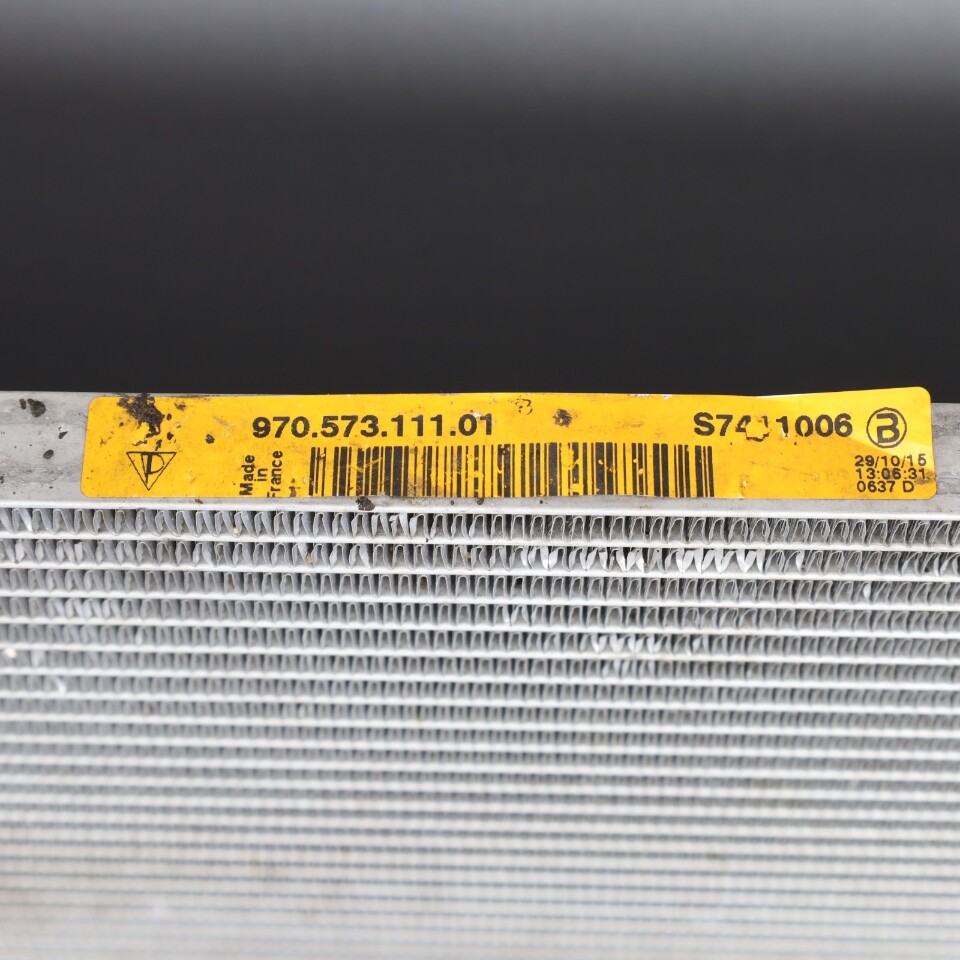 970.573.111.01
Made
in
France
B
29/10/15
13:06:31
0637 D